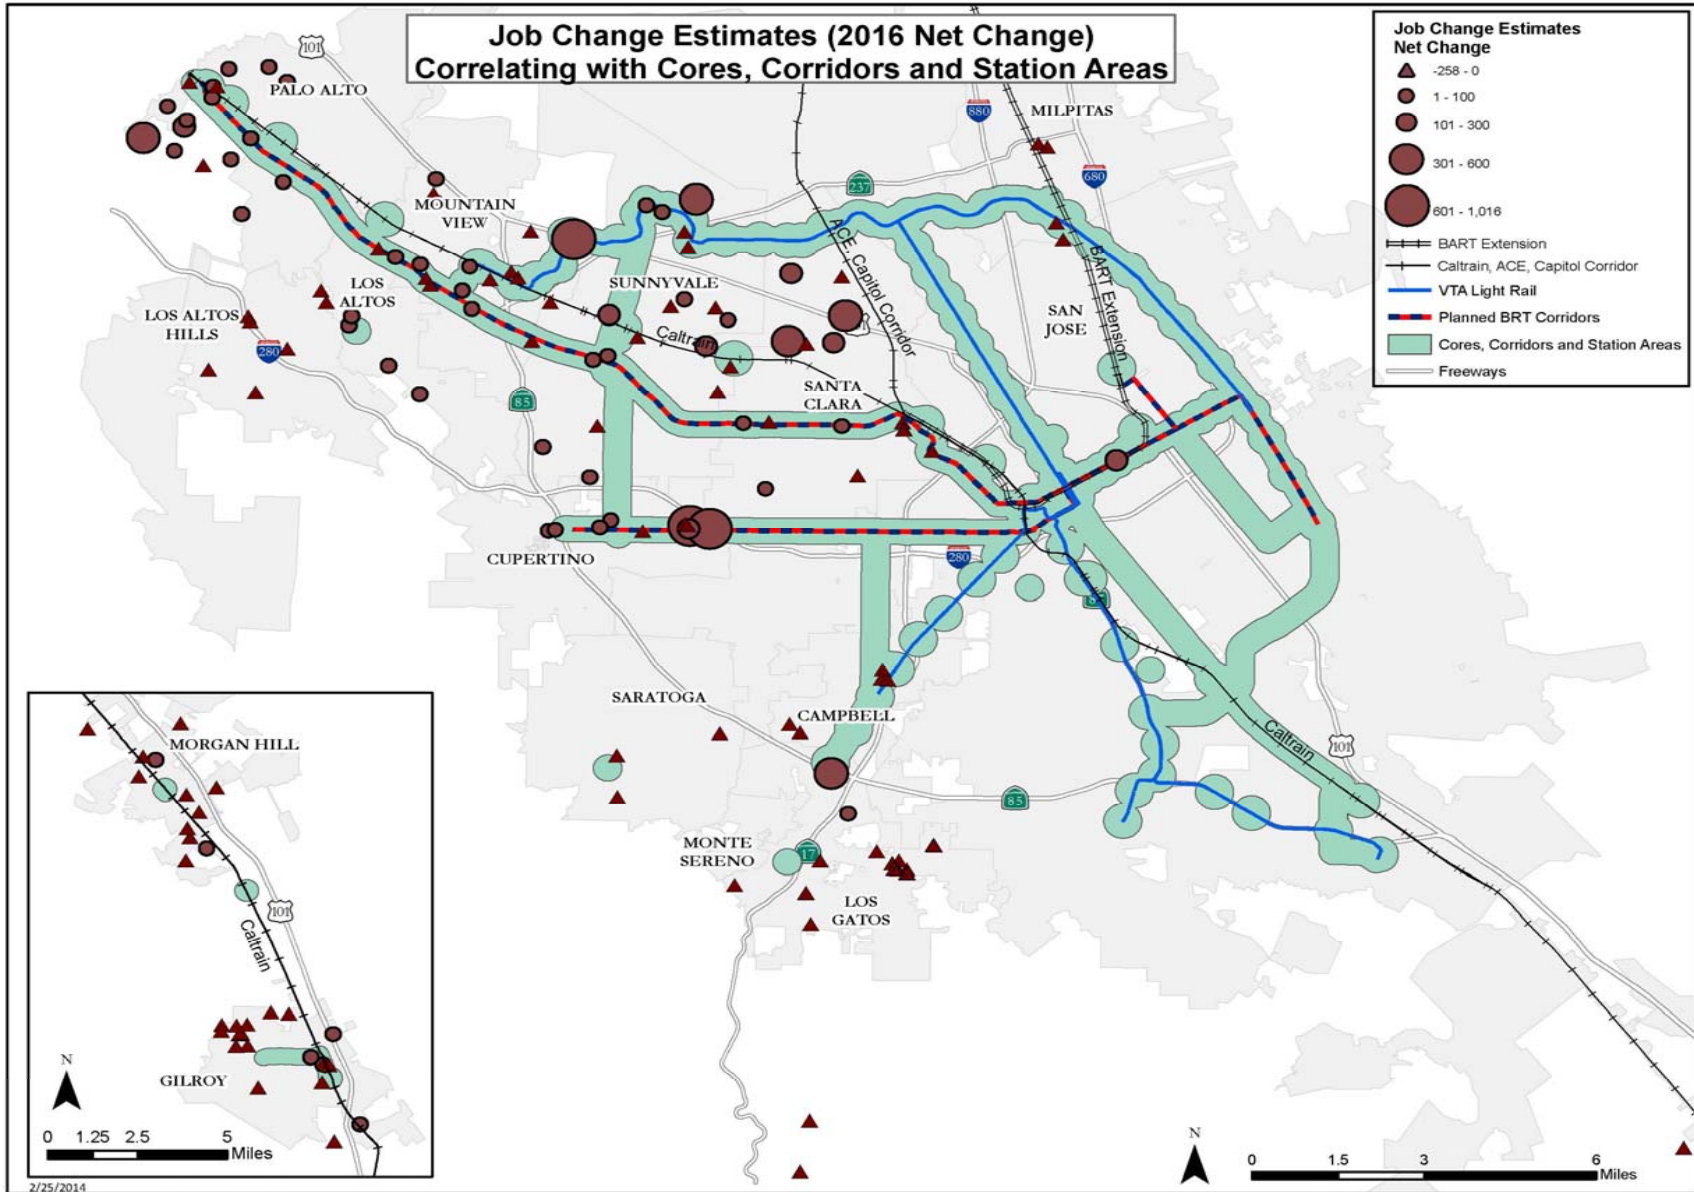 Job Change Estimates (2016 Net Change)
Correlating with Cores, Corridors and Station Areas
Job Change Estimates
Net Change
-258 - 0
1 - 100
101 - 300
301 - 600
601 - 1,016
BART Extension
Caltrain, ACE, Capitol Corridor
VTA Light Rail
Planned BRT Corridors
Cores, Corridors and Station Areas
Freeways
101
PALO ALTO
880
MILPITAS
680
237
MOUNTAIN
VIEW
ACE, Capitol Corridor
BART Extension
SUNNYVALE
LOS
ALTOS
SAN
JOSE
LOS ALTOS
HILLS
280
Caltrain
SANTA
CLARA
85
CUPERTINO
280
SARATOGA
CAMPBELL
Caltrain
101
85
MONTE
SERENO
17
LOS
GATOS
MORGAN HILL
101
Caltrain
GILROY
N
0 1.25 2.5 5
Miles
N
0 1.5 3 6
Miles
2/25/2014